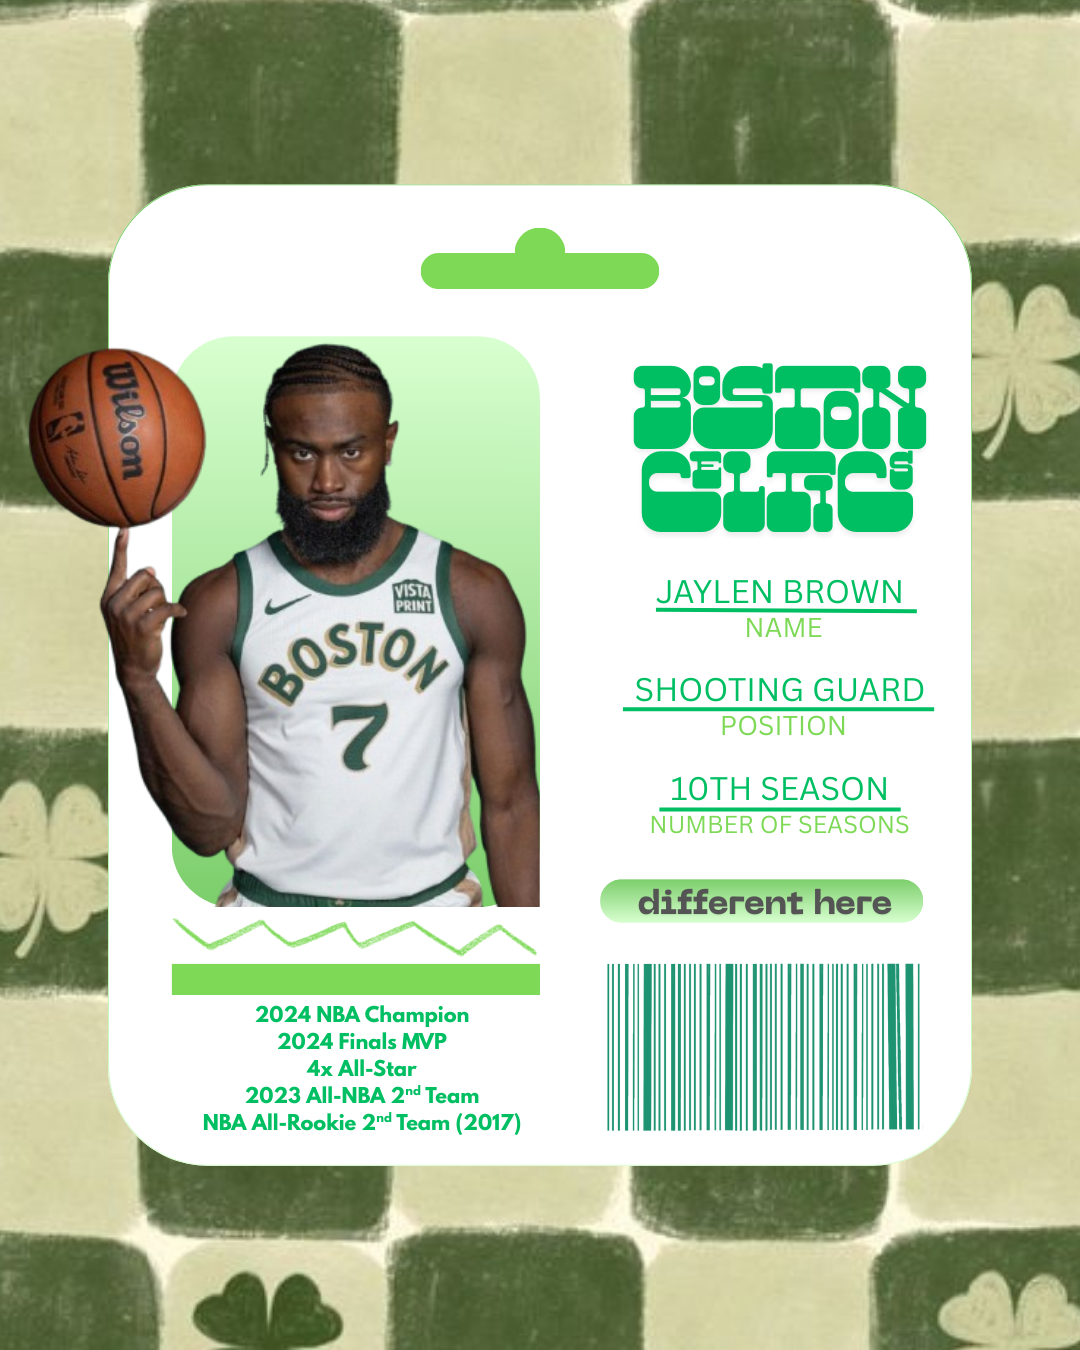 Wilson
BOSTON
CELTICS
VISTA
PRINT
BOSTON
7
JAYLEN BROWN
NAME
SHOOTING GUARD
POSITION
10TH SEASON
NUMBER OF SEASONS
different here
2024 NBA Champion
2024 Finals MVP
4x All-Star
2023 All-NBA 2nd Team
NBA All-Rookie 2nd Team (2017)